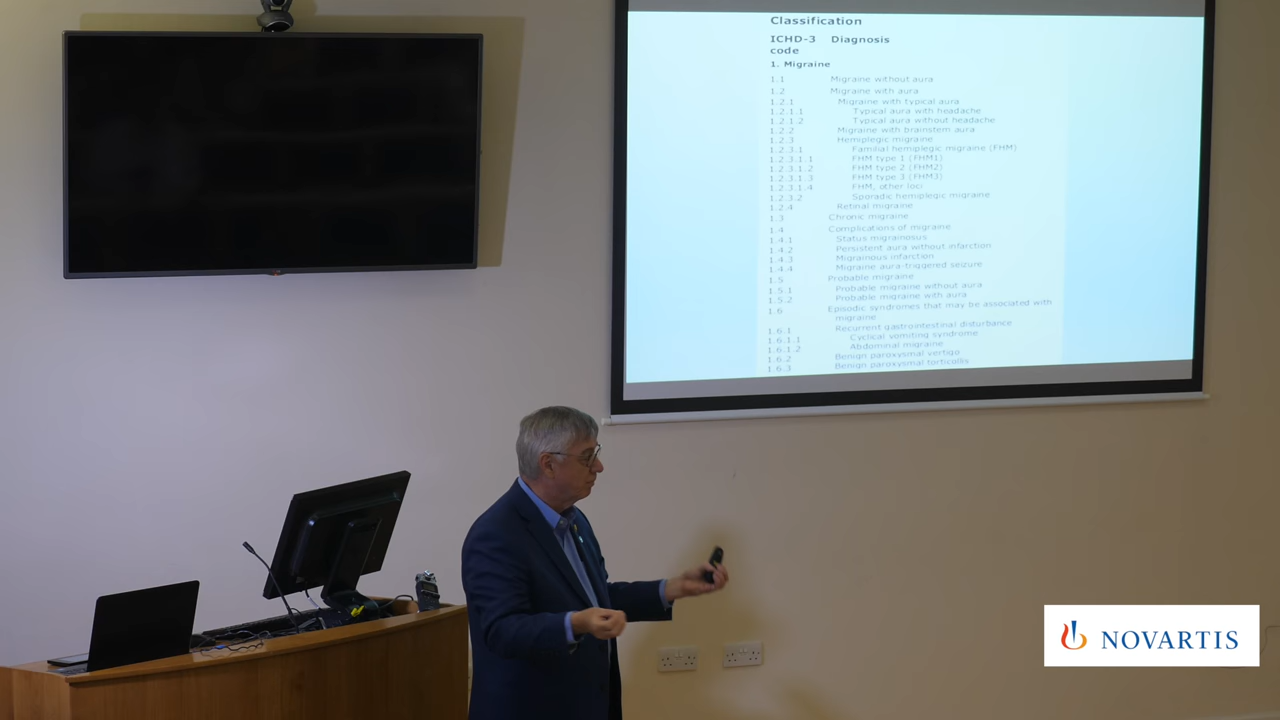 Classification
ICHD-3 Diagnosis
code
1. Migraine
1.1 Migraine without aura
1.2 Migraine with aura
1.2.1 Migraine with typical aura
1.2.1.1 Typical aura with headache
1.2.1.2 Typical aura without headache
1.2.2 Migraine with brainstem aura
1.2.3 Hemiplegic migraine
1.2.3.1 Familial hemiplegic migraine (FHM)
1.2.3.1.1 FHM type 1 (FHM1)
1.2.3.1.2 FHM type 2 (FHM2)
1.2.3.1.3 FHM type 3 (FHM3)
1.2.3.1.4 FHM, other loci
1.2.3.2 Sporadic hemiplegic migraine
1.2.4 Retinal migraine
1.3 Chronic migraine
1.4 Complications of migraine
1.4.1 Status migrainosus
1.4.2 Persistent aura without infarction
1.4.3 Migrainous infarction
1.4.4 Migraine aura-triggered seizure
1.5 Probable migraine
1.5.1 Probable migraine without aura
1.5.2 Probable migraine with aura
1.6 Episodic syndromes that may be associated with
migraine
1.6.1 Recurrent gastrointestinal disturbance
1.6.1.1 Cyclical vomiting syndrome
1.6.1.2 Abdominal migraine
1.6.2 Benign paroxysmal vertigo
1.6.3 Benign paroxysmal torticollis
NOVARTIS